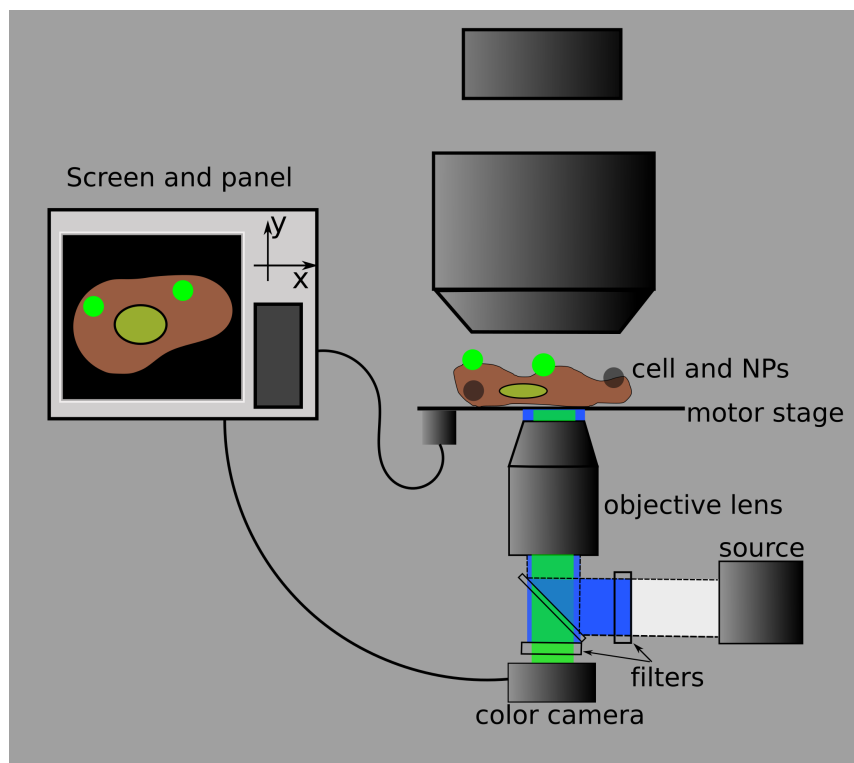 Screen and panel
y
x
cell and NPs
motor stage
objective lens
source
filters
color camera